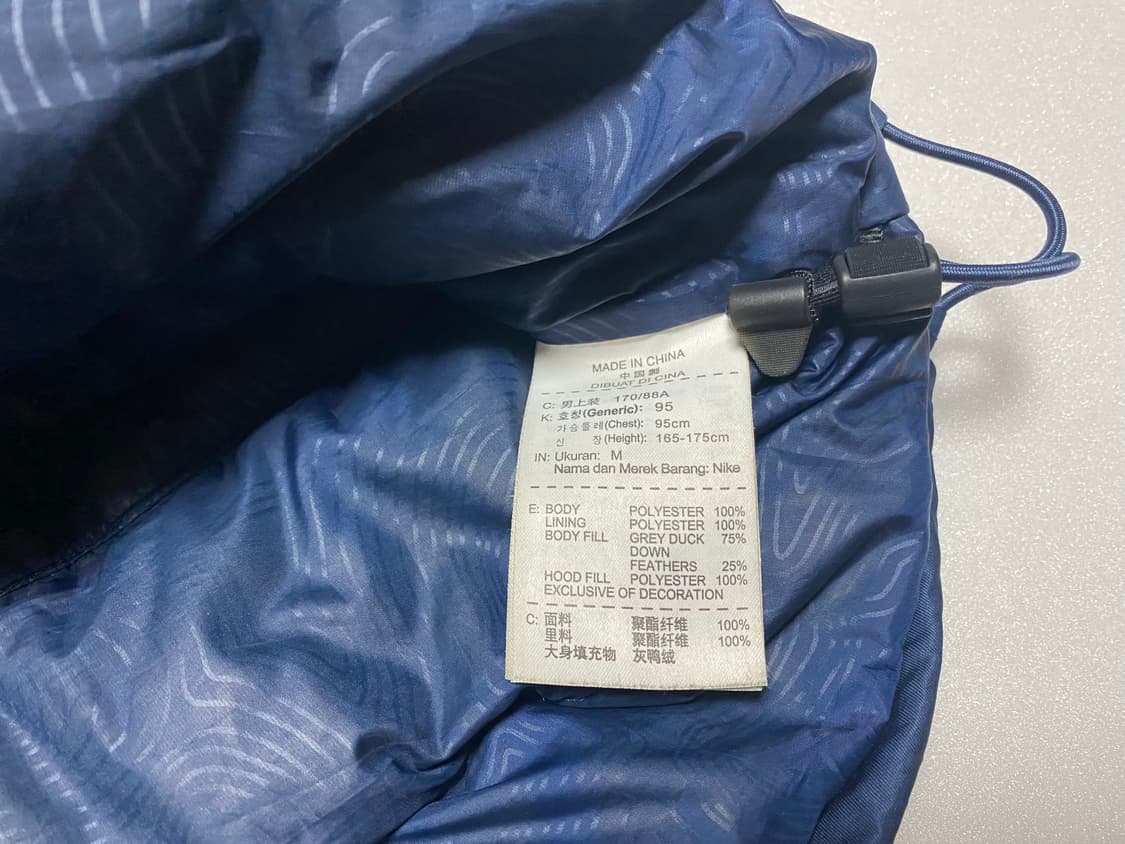 MADE IN CHINA
中国製
DIBUAT DI CINA
C: 男上装 170/88A
K: 호칭(Generic): 95
가슴둘레(Chest): 95cm
신 장(Height): 165-175cm
IN: Ukuran: M
Nama dan Merek Barang: Nike
E: BODY POLYESTER 100%
LINING POLYESTER 100%
BODY FILL GREY DUCK 75%
DOWN
FEATHERS 25%
HOOD FILL POLYESTER 100%
EXCLUSIVE OF DECORATION
C: 面料 聚酯纤维 100%
里料 聚酯纤维 100%
大身填充物 灰鸭绒